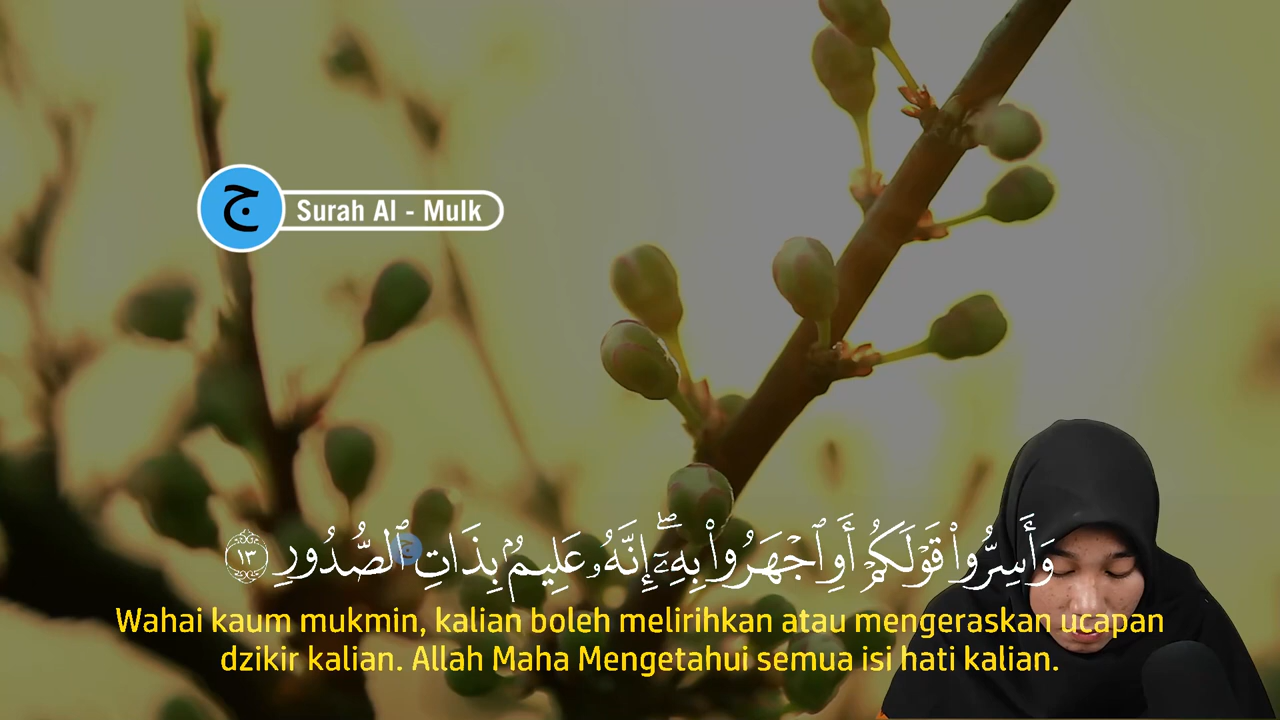 ج
Surah Al - Mulk
وَأَسِرُّوا۟ قَوْلَكُمْ أَوِ ٱجْهَرُوا۟ بِهِۦٓ ۖ إِنَّهُۥ عَلِيمٌۢ بِذَاتِ ٱلصُّدُورِ ١٣
ج
Wahai kaum mukmin, kalian boleh melirihkan atau mengeraskan ucapan
dzikir kalian. Allah Maha Mengetahui semua isi hati kalian.